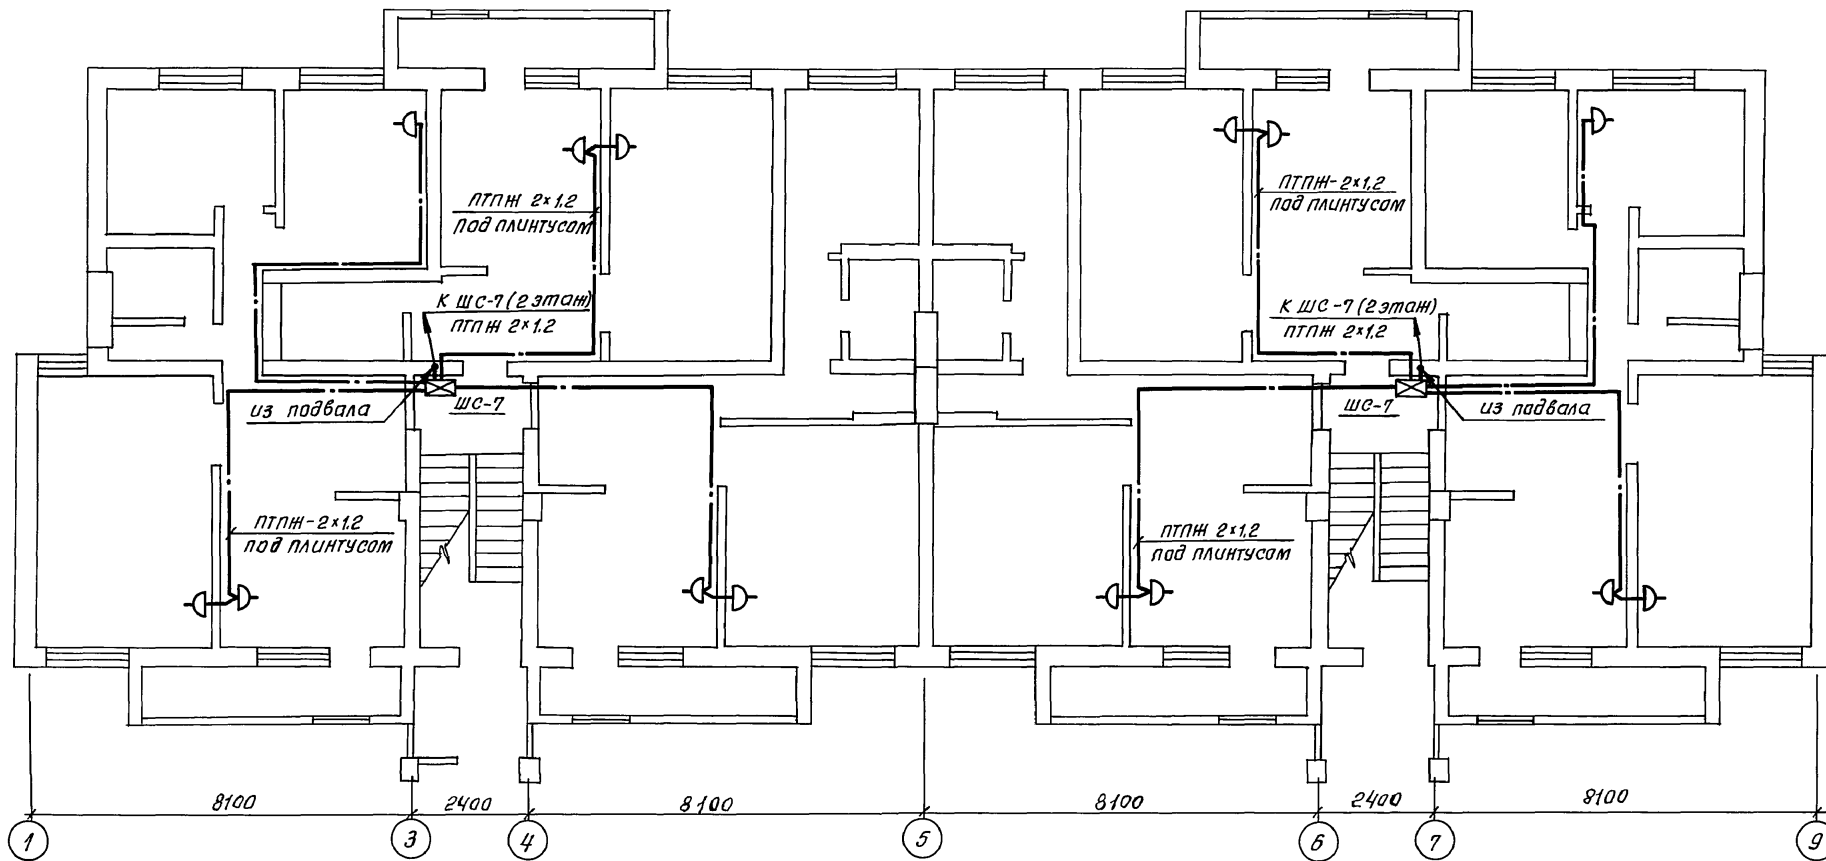 ПТПЖ 2×1,2
под плинтусом
ПТПЖ-2×1,2
под плинтусом
К ШС-7 (2 этаж)
ПТПЖ 2×1,2
К ШС-7 (2 этаж)
ПТПЖ 2×1,2
из подвала
ШС-7
ШС-7
из подвала
ПТПЖ-2×1,2
под плинтусом
ПТПЖ 2×1,2
под плинтусом
8100
2400
8100
8100
2400
8100
1
3
4
5
6
7
9